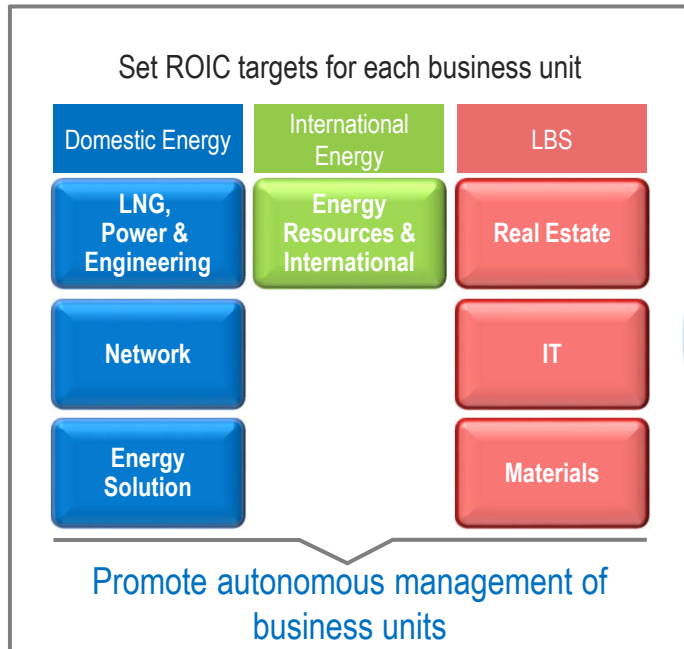 Set ROIC targets for each business unit
Domestic Energy
International
Energy
LBS
LNG,
Power &
Engineering
Energy
Resources &
International
Real Estate
Network
IT
Energy
Solution
Materials
Promote autonomous management of
business units